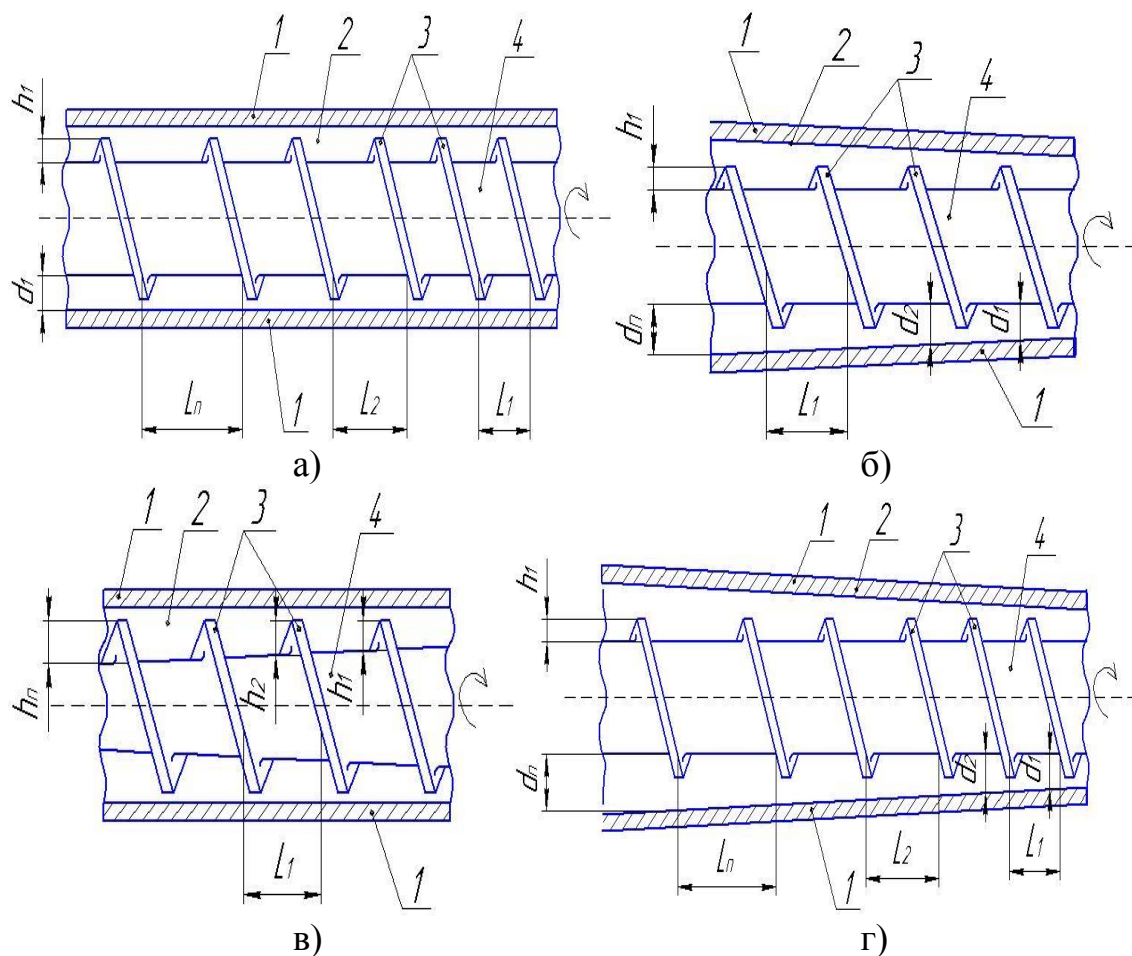 1 2 3 4
h₁
d₁
Lп L₂ L₁
1
а)
1 2 3 4
h₁
dп d₂ d₁
L₁ 1
б)
1 2 3 4
hп h₂ h₁
L₁ 1
в)
1 2 3 4
h₁
dп d₂ d₁
Lп 1 L₂ L₁
г)